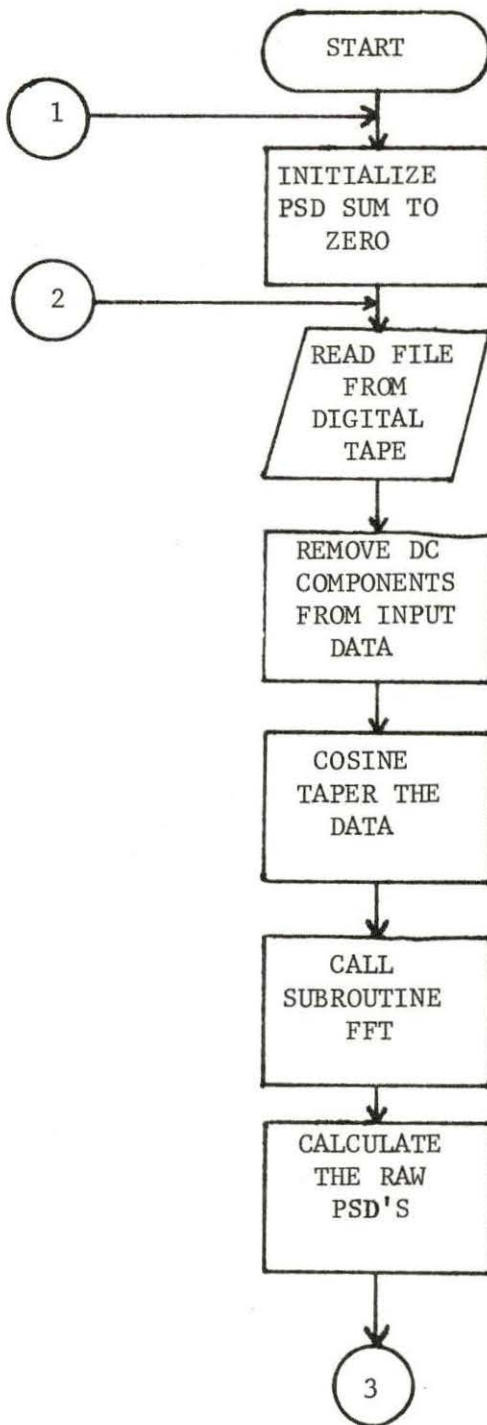 START
1
INITIALIZE
PSD SUM TO
ZERO
2
READ FILE
FROM
DIGITAL
TAPE
REMOVE DC
COMPONENTS
FROM INPUT
DATA
COSINE
TAPER THE
DATA
CALL
SUBROUTINE
FFT
CALCULATE
THE RAW
PSD'S
3